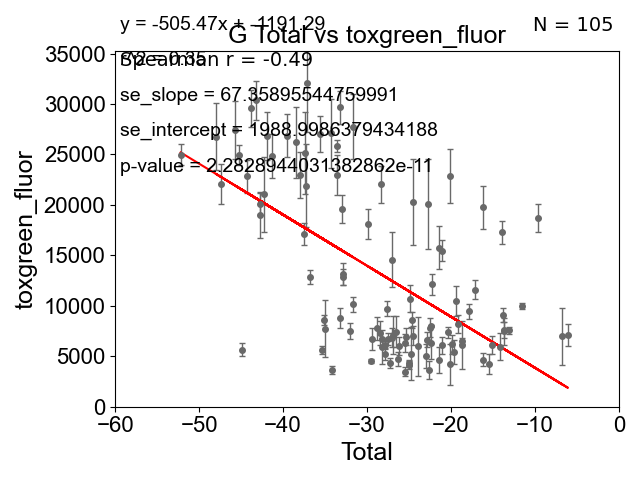 y = -505.47x + -1191.29
N = 105
G Total vs toxgreen_fluor
r^2 = 0.35
Spearman r = -0.49
se_slope = 67.35895544759991
se_intercept = 1988.9986379434188
p-value = 2.2828944031382862e-11
35000
30000
25000
20000
15000
10000
5000
0
toxgreen_fluor
−60
−50
−40
−30
−20
−10
0
Total